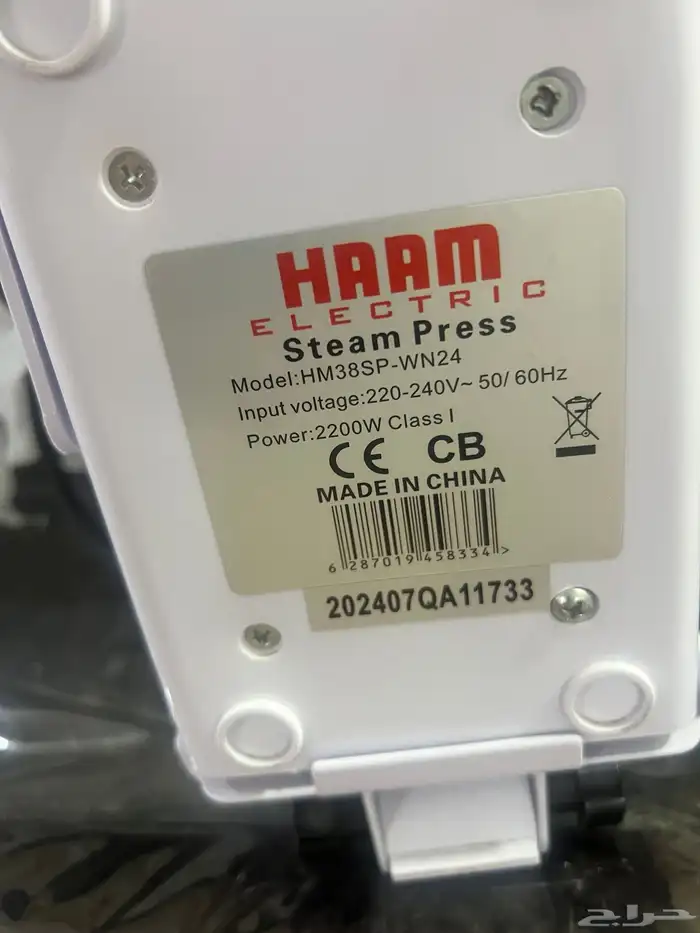 HAAM
ELECTRIC
Steam Press
Model:HM38SP-WN24
Input voltage:220-240V~ 50/ 60Hz
Power:2200W Class I
CE CB
MADE IN CHINA
6 287019 458334 >
202407QA11733
حراج